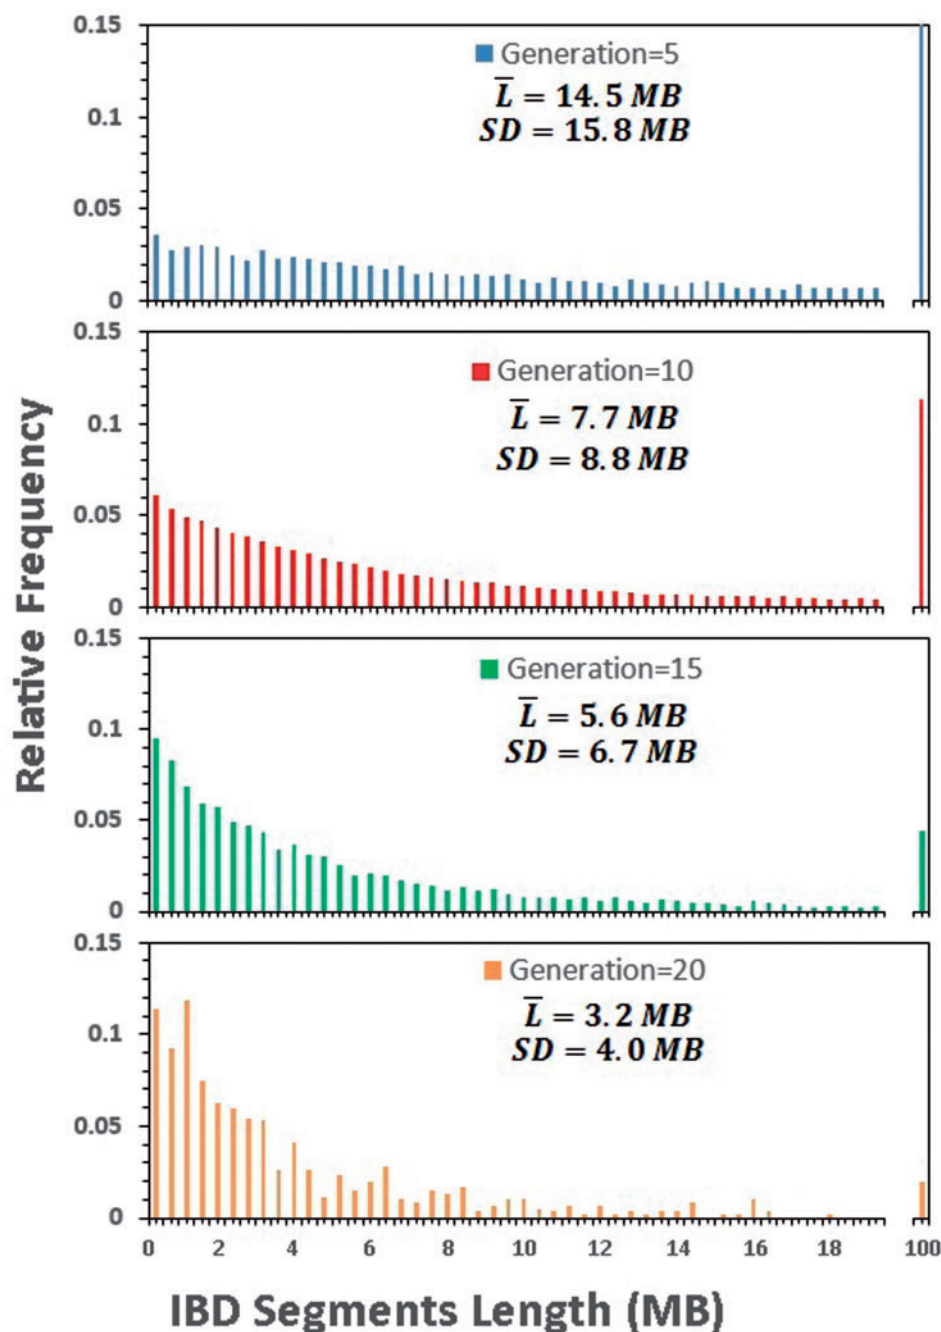 Relative Frequency
0.15
Generation=5
L̅ = 14.5 MB
SD = 15.8 MB
0.1
0.05
0
0.15
Generation=10
L̅ = 7.7 MB
SD = 8.8 MB
0.1
0.05
0
0.15
Generation=15
L̅ = 5.6 MB
SD = 6.7 MB
0.1
0.05
0
0.15
Generation=20
L̅ = 3.2 MB
SD = 4.0 MB
0.1
0.05
0
0 2 4 6 8 10 12 14 16 18 100
IBD Segments Length (MB)